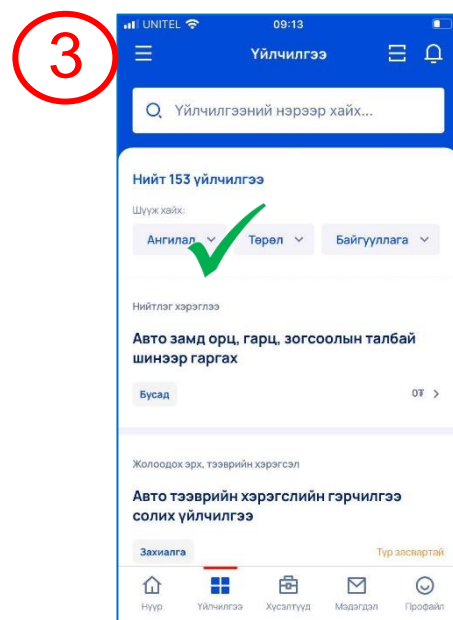 3
UNITEL
09:13
Үйлчилгээ
Үйлчилгээний нэрээр хайх...
Нийт 153 үйлчилгээ
Шүүж хайх:
Ангилал
Төрөл
Байгууллага
Нийтлэг хэрэглээ
Авто замд орц, гарц, зогсоолын талбай
шинээр гаргах
Бусад
0₮
Жолоодох эрх, тээврийн хэрэгсэл
Авто тээврийн хэрэгслийн гэрчилгээ
солих үйлчилгээ
Захиалга
Түр засвартай
Нүүр
Үйлчилгээ
Хүсэлтүүд
Мэдэгдэл
Профайл